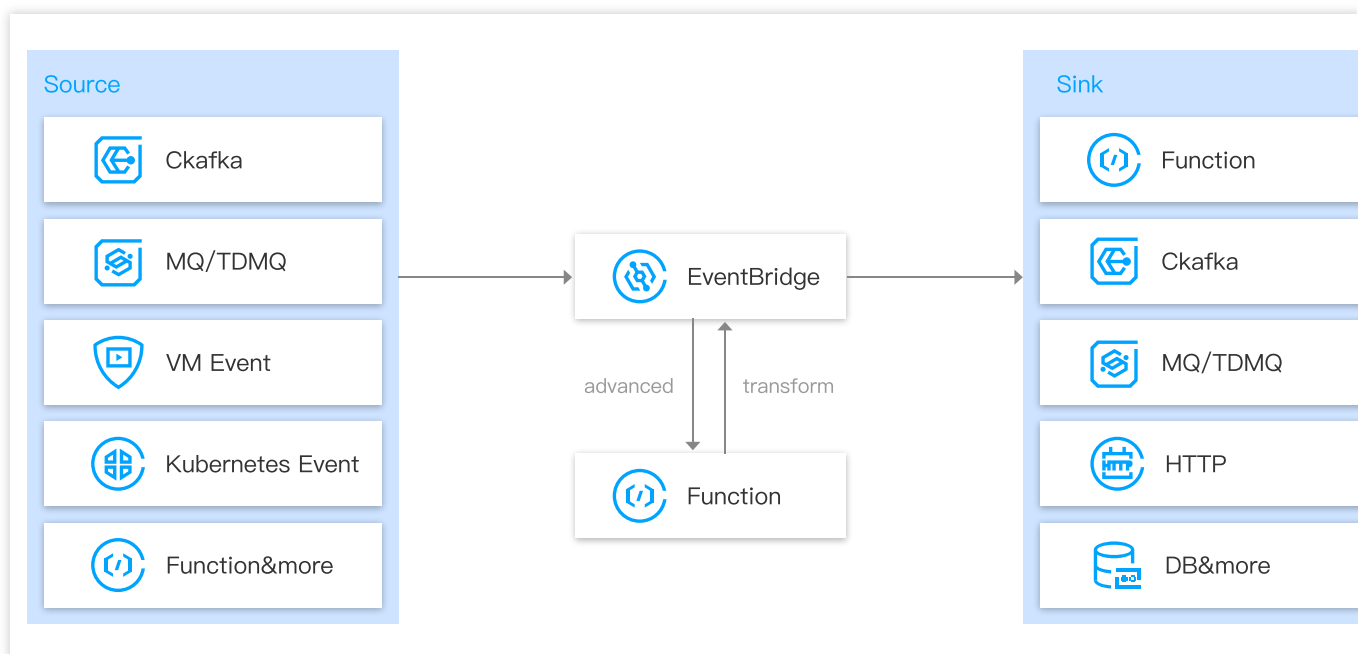 Source
Ckafka
MQ/TDMQ
VM Event
Kubernetes Event
Function&more
EventBridge
advanced
transform
Function
Sink
Function
Ckafka
MQ/TDMQ
HTTP
HTTP
DB&more